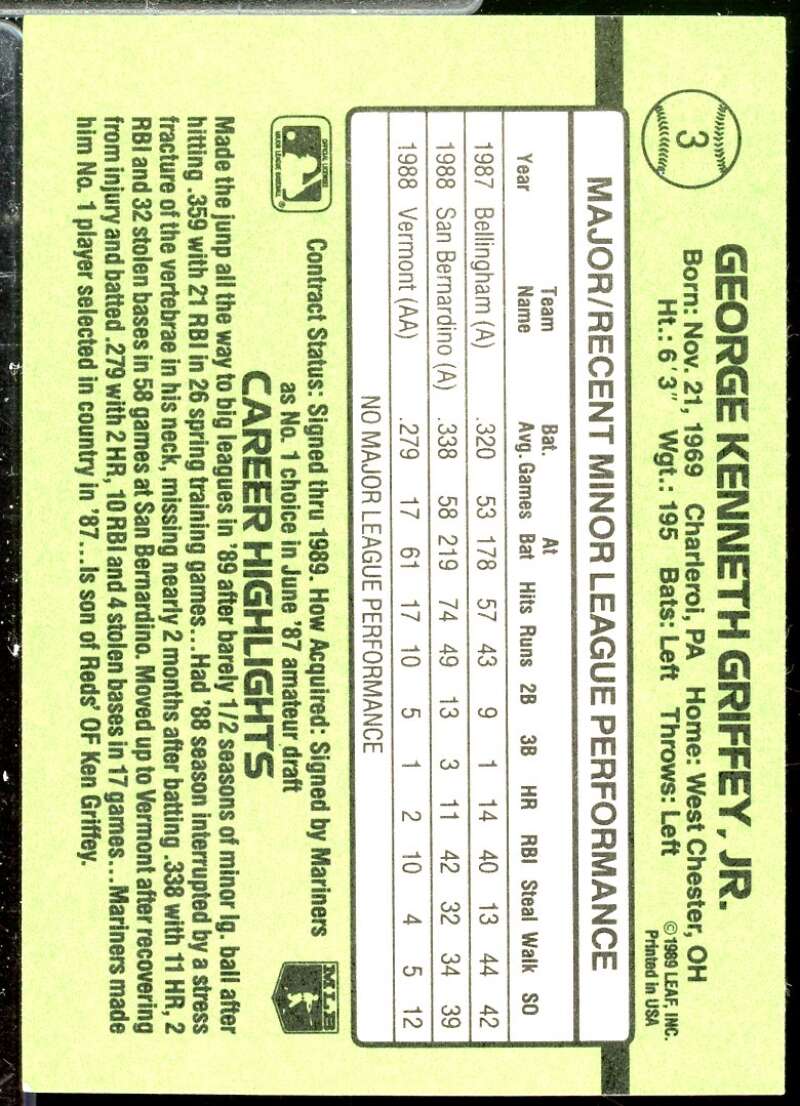 3
GEORGE KENNETH GRIFFEY, JR.
Born: Nov. 21, 1969 Charleroi, PA Home: West Chester, OH
Ht.: 6'3" Wgt.: 195 Bats: Left Throws: Left
© 1989 LEAF, INC.
Printed in USA
MAJOR/RECENT MINOR LEAGUE PERFORMANCE
Year Team Name Bat. Avg. Games At Bat Hits Runs 2B 3B HR RBI Steal Walk SO
1987 Bellingham (A) .320 53 178 57 43 9 1 14 40 13 44 42
1988 San Bernardino (A) .338 58 219 74 49 13 3 11 42 32 34 39
1988 Vermont (AA) .279 17 61 17 10 5 1 2 10 4 5 12
NO MAJOR LEAGUE PERFORMANCE
OFFICIAL LICENSEE
MAJOR LEAGUE BASEBALL
®
Contract Status: Signed thru 1989. How Acquired: Signed by Mariners
as No. 1 choice in June '87 amateur draft
MLB
CAREER HIGHLIGHTS
Made the junp all the way to big leagues in '89 after barely 1/2 seasons of minor lg. ball after
hitting .359 with 21 RBI in 26 spring training games...Had '88 season interrupted by a stress
fracture of the vertebrae in his neck, missing nearly 2 months after batting .338 with 11 HR, 2
RBI and 32 stolen bases in 58 games at San Bernardino. Moved up to Vermont after recovering
from injury and batted .279 with 2 HR, 10 RBI and 4 stolen bases in 17 games...Mariners made
him No. 1 player selected in country in '87...Is son of Reds' OF Ken Griffey.